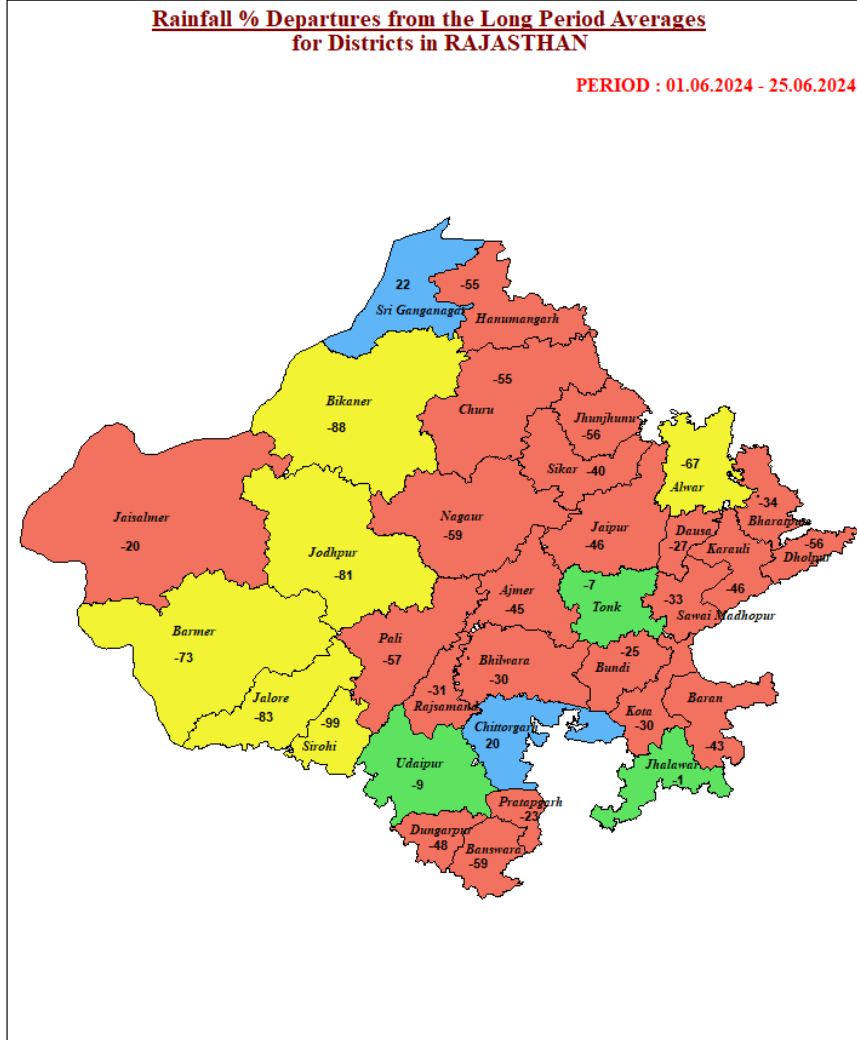 Rainfall % Departures from the Long Period Averages
for Districts in RAJASTHAN
PERIOD : 01.06.2024 - 25.06.2024
22
Sri Ganganagar
-55
Hanumangarh
Bikaner
-88
-55
Churu
Jhunjhunu
-56
Sikar -40
-67
Alwar
Jaisalmer
-20
Jodhpur
-81
Nagaur
-59
Jaipur
-46
Dausa
-27
-34
Bharatpur
Karauli
-46
-56
Dholpur
-7
Tonk
-33
Sawai Madhopur
Ajmer
-45
Barmer
-73
Pali
-57
Jalore
-83
-99
Sirohi
-31
Rajsamand
Bhilwara
-30
-25
Bundi
Kota
-30
Baran
-43
Chittorgarh
20
Udaipur
-9
Jhalawar
-1
Pratapgarh
-23
Dungarpur
-48
Banswara
-59